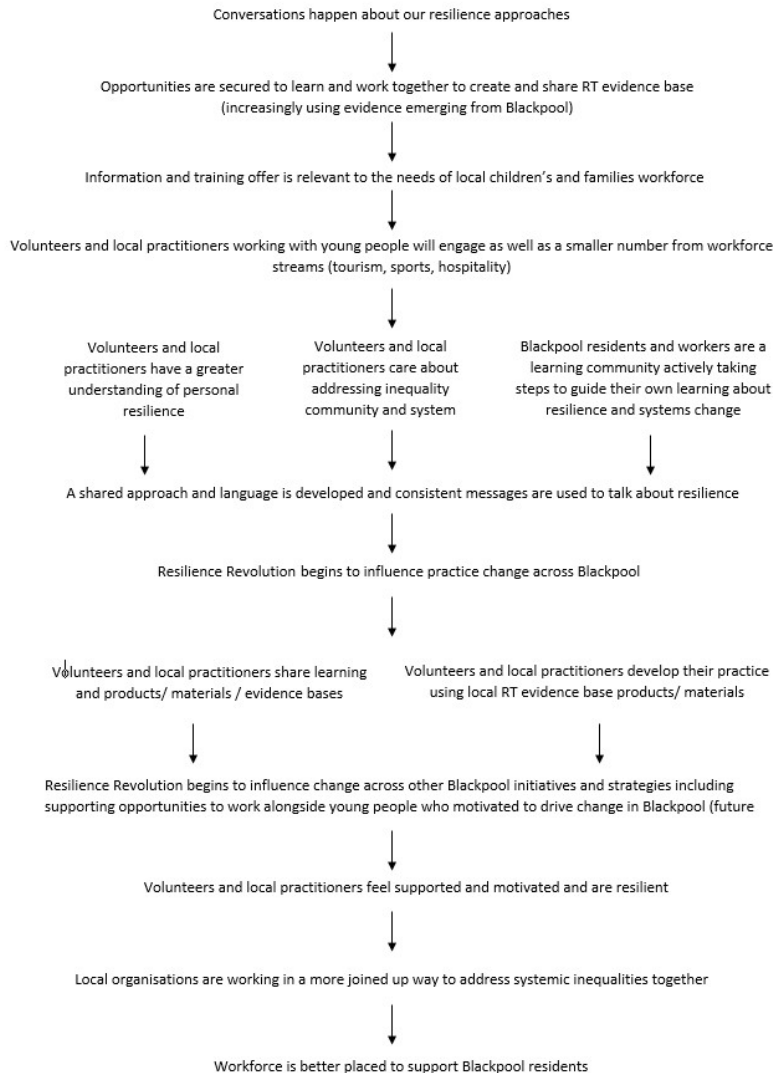 Conversations happen about our resilience approaches
Opportunities are secured to learn and work together to create and share RT evidence base
(increasingly using evidence emerging from Blackpool)
Information and training offer is relevant to the needs of local children's and families workforce
Volunteers and local practitioners working with young people will engage as well as a smaller number from workforce
streams (tourism, sports, hospitality)
Volunteers and local
practitioners have a greater
understanding of personal
resilience
Volunteers and local
practitioners care about
addressing inequality
community and system
Blackpool residents and workers are a
learning community actively taking
steps to guide their own learning about
resilience and systems change
A shared approach and language is developed and consistent messages are used to talk about resilience
Resilience Revolution begins to influence practice change across Blackpool
Volunteers and local practitioners share learning
and products/ materials / evidence bases
Volunteers and local practitioners develop their practice
using local RT evidence base products/ materials
Resilience Revolution begins to influence change across other Blackpool initiatives and strategies including
supporting opportunities to work alongside young people who motivated to drive change in Blackpool (future
Volunteers and local practitioners feel supported and motivated and are resilient
Local organisations are working in a more joined up way to address systemic inequalities together
Workforce is better placed to support Blackpool residents